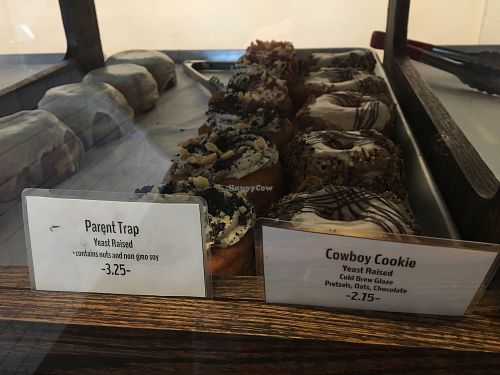 HappyCow
Parent Trap
Yeast Raised
*contains nuts and non gmo soy
-3.25-
Cowboy Cookie
Yeast Raised
Cold Brew Glaze
Pretzels, Oats, Chocolate
-2.75-